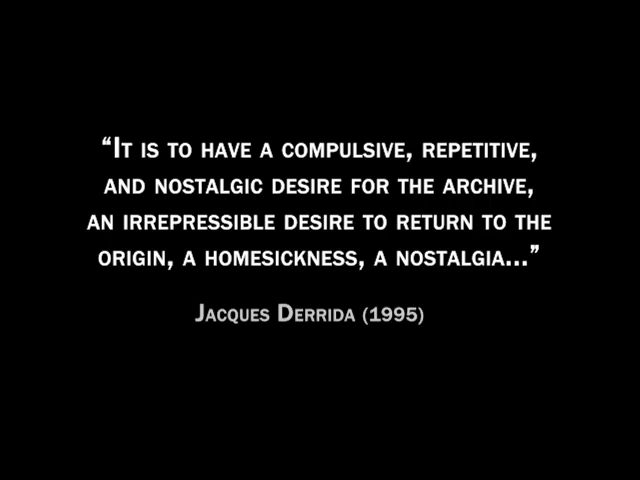 “It is to have a compulsive, repetitive,
and nostalgic desire for the archive,
an irrepressible desire to return to the
origin, a homesickness, a nostalgia...”
Jacques Derrida (1995)